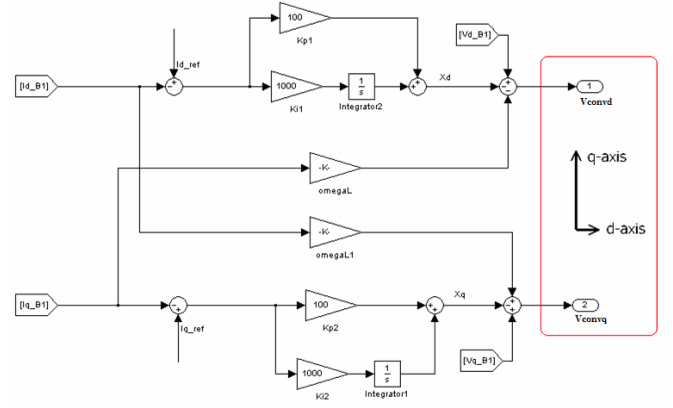 100
Kp1
[Vd_B1]
Id_ref
[Id_B1]
1000
Ki1
1
s
Integrator2
Xd
1
Vconvd
-K-
omegaL
q-axis
d-axis
-K-
omegaL1
[Iq_B1]
Iq_ref
100
Kp2
Xq
2
Vconvq
1000
Ki2
1
s
Integrator1
[Vq_B1]